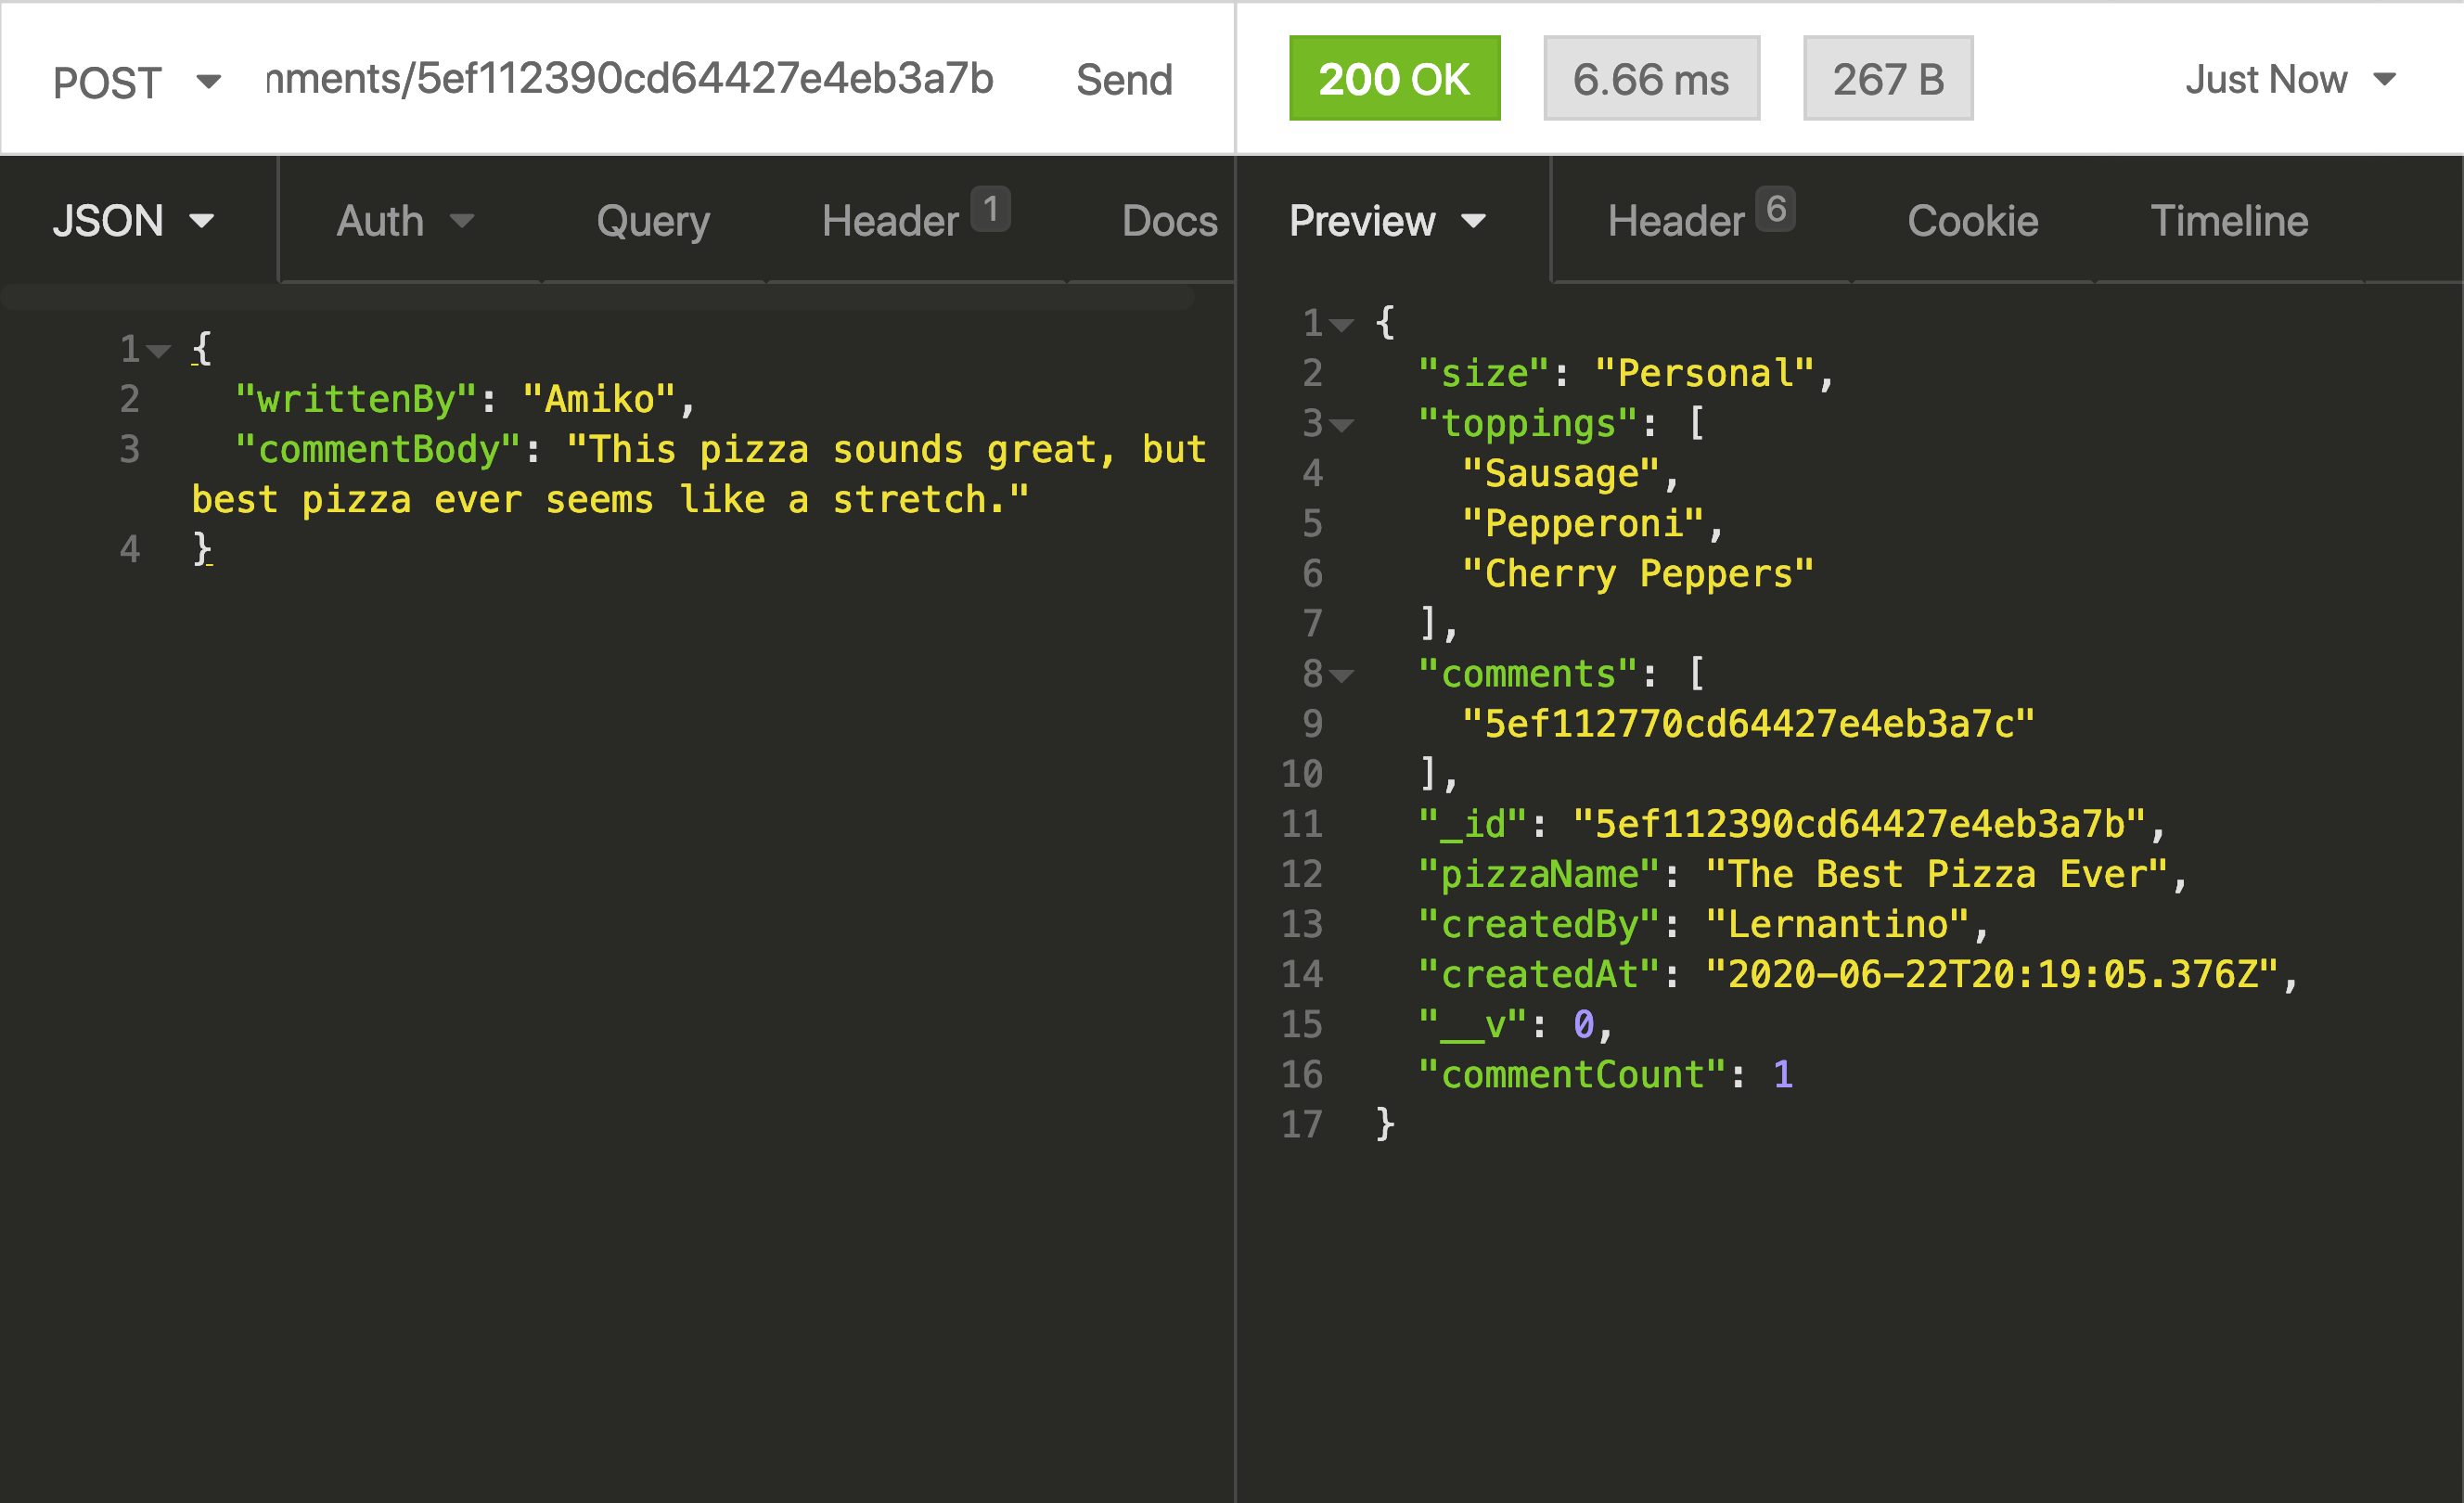 POST nments/5ef112390cd64427e4eb3a7b Send
200 OK 6.66 ms 267 B Just Now
JSON Auth Query Header 1 Docs
Preview Header 6 Cookie Timeline
1 {
2 "writtenBy": "Amiko",
3 "commentBody": "This pizza sounds great, but
best pizza ever seems like a stretch."
4 }
1 {
2 "size": "Personal",
3 "toppings": [
4 "Sausage",
5 "Pepperoni",
6 "Cherry Peppers"
7 ],
8 "comments": [
9 "5ef112770cd64427e4eb3a7c"
10 ],
11 "_id": "5ef112390cd64427e4eb3a7b",
12 "pizzaName": "The Best Pizza Ever",
13 "createdBy": "Lernantino",
14 "createdAt": "2020-06-22T20:19:05.376Z",
15 "__v": 0,
16 "commentCount": 1
17 }